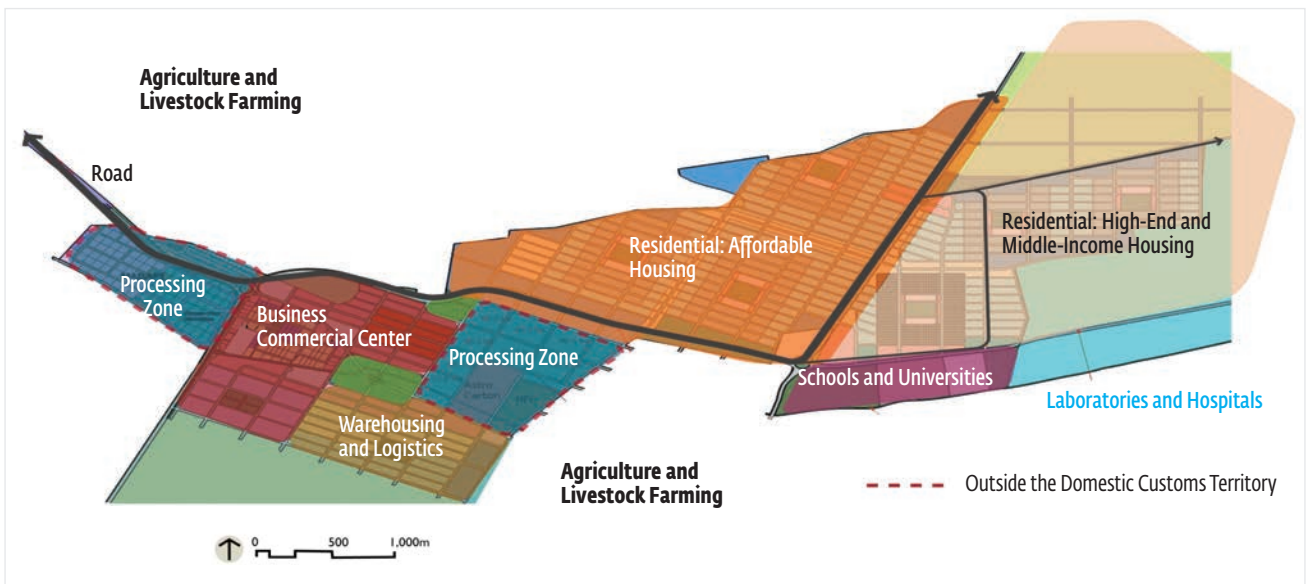 Agriculture and
Livestock Farming
Road
Processing
Zone
Business
Commercial Center
Processing Zone
Warehousing
and Logistics
Residential: Affordable
Housing
Residential: High-End and
Middle-Income Housing
Schools and Universities
Laboratories and Hospitals
Agriculture and
Livestock Farming
Outside the Domestic Customs Territory
0 500 1,000m